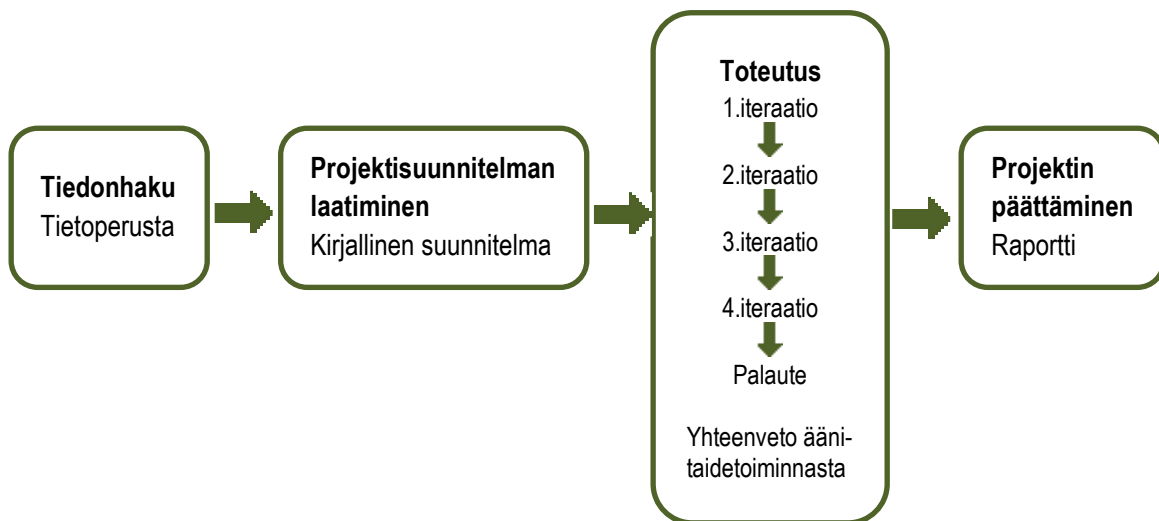 Tiedonhaku
Tietoperusta
Projektisuunnitelman
laatiminen
Kirjallinen suunnitelma
Toteutus
1.iteraatio
2.iteraatio
3.iteraatio
4.iteraatio
Palaute
Yhteenveto ääni-
taidetoiminnasta
Projektin
päättäminen
Raportti